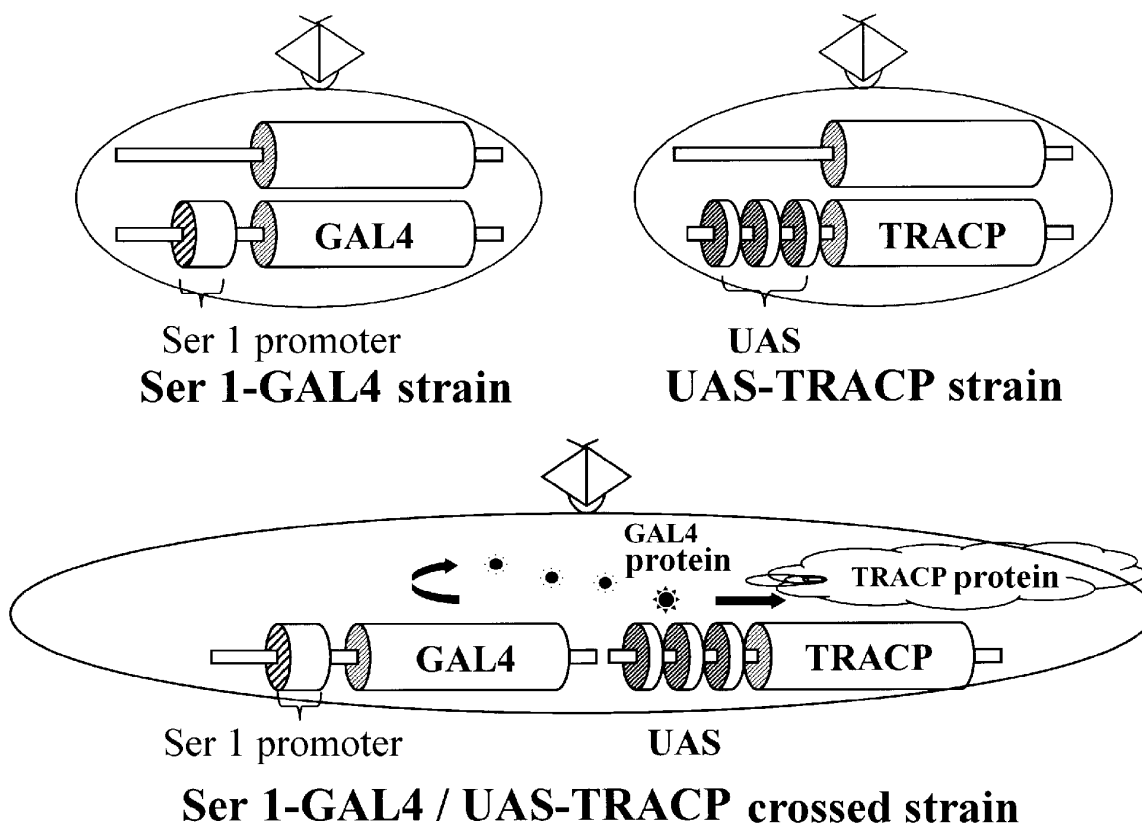 GAL4
TRACP
Ser 1 promoter
UAS
Ser 1-GAL4 strain
UAS-TRACP strain
GAL4
protein
TRACP protein
GAL4
TRACP
Ser 1 promoter
UAS
Ser 1-GAL4 / UAS-TRACP crossed strain